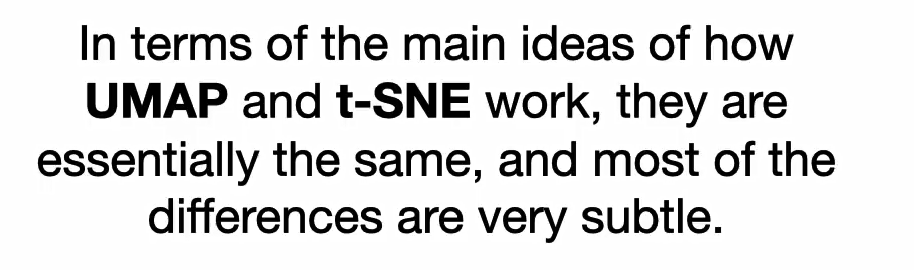 In terms of the main ideas of how
UMAP and t-SNE work, they are
essentially the same, and most of the
differences are very subtle.